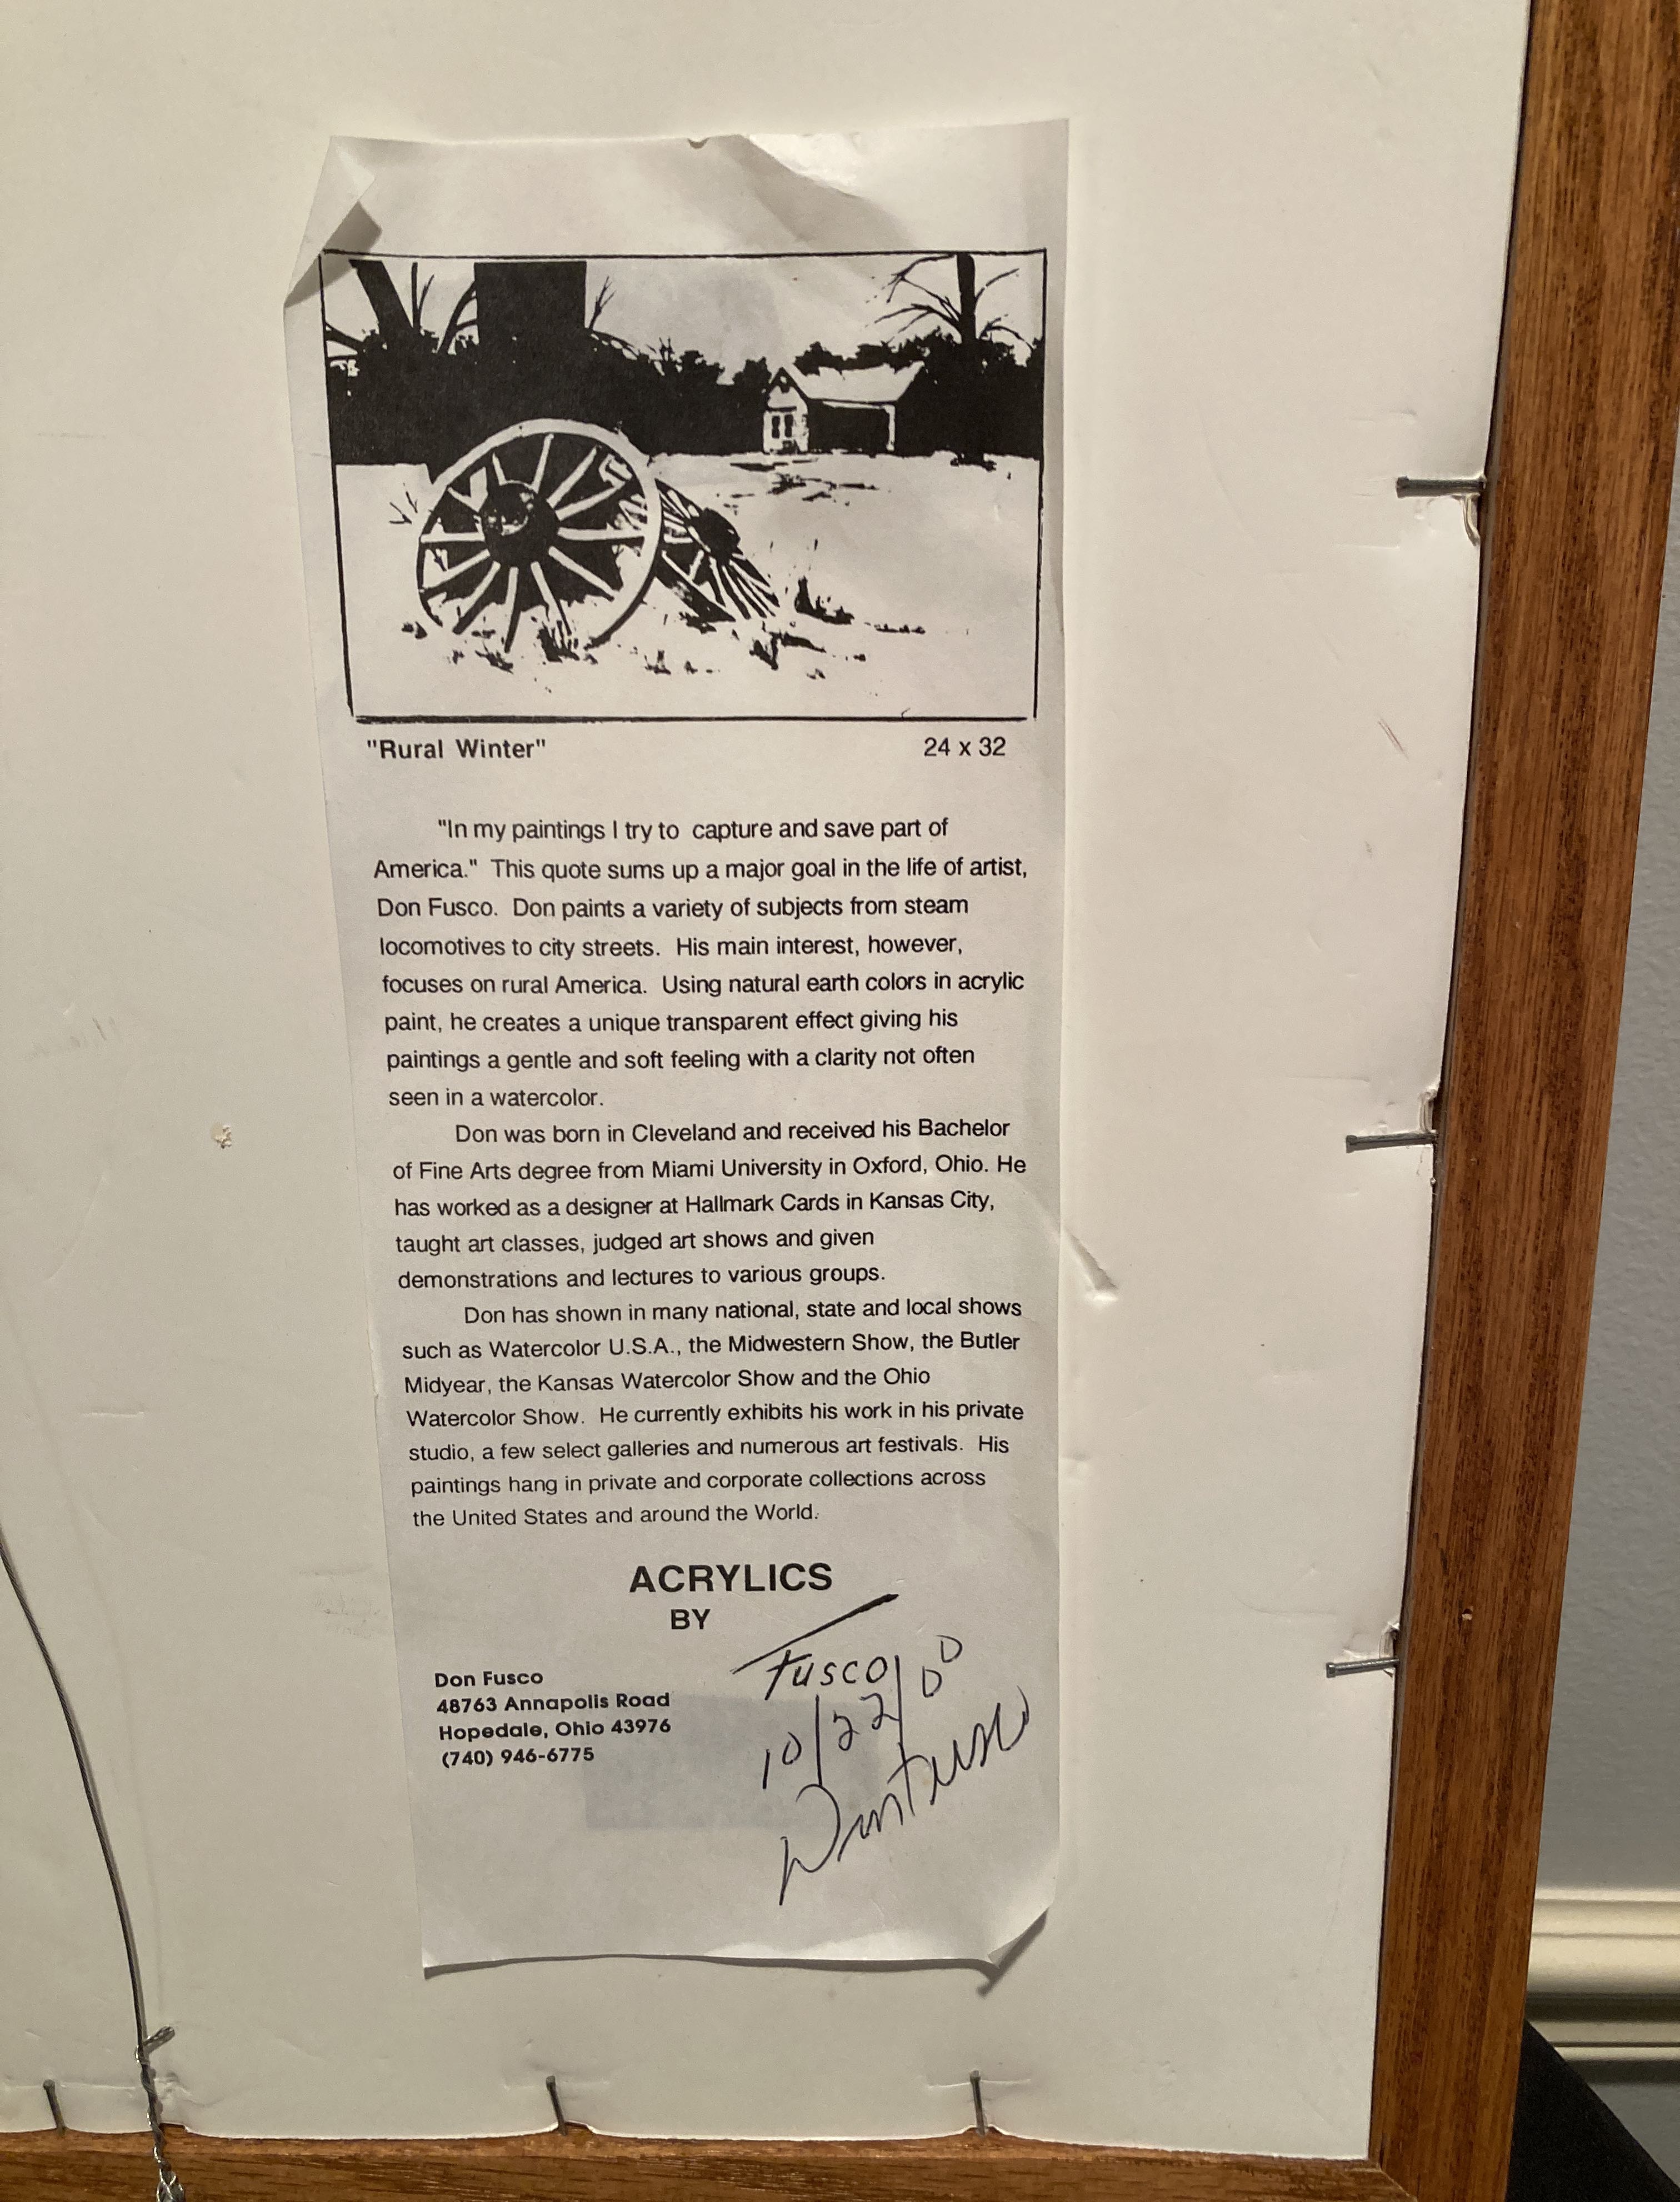 "Rural Winter" 24 x 32
"In my paintings I try to capture and save part of
America." This quote sums up a major goal in the life of artist,
Don Fusco. Don paints a variety of subjects from steam
locomotives to city streets. His main interest, however,
focuses on rural America. Using natural earth colors in acrylic
paint, he creates a unique transparent effect giving his
paintings a gentle and soft feeling with a clarity not often
seen in a watercolor.
Don was born in Cleveland and received his Bachelor
of Fine Arts degree from Miami University in Oxford, Ohio. He
has worked as a designer at Hallmark Cards in Kansas City,
taught art classes, judged art shows and given
demonstrations and lectures to various groups.
Don has shown in many national, state and local shows
such as Watercolor U.S.A., the Midwestern Show, the Butler
Midyear, the Kansas Watercolor Show and the Ohio
Watercolor Show. He currently exhibits his work in his private
studio, a few select galleries and numerous art festivals. His
paintings hang in private and corporate collections across
the United States and around the World.
ACRYLICS
BY
Fusco
Don Fusco
48763 Annapolis Road
Hopedale, Ohio 43976
(740) 946-6775
10/22/00
Don Fusco